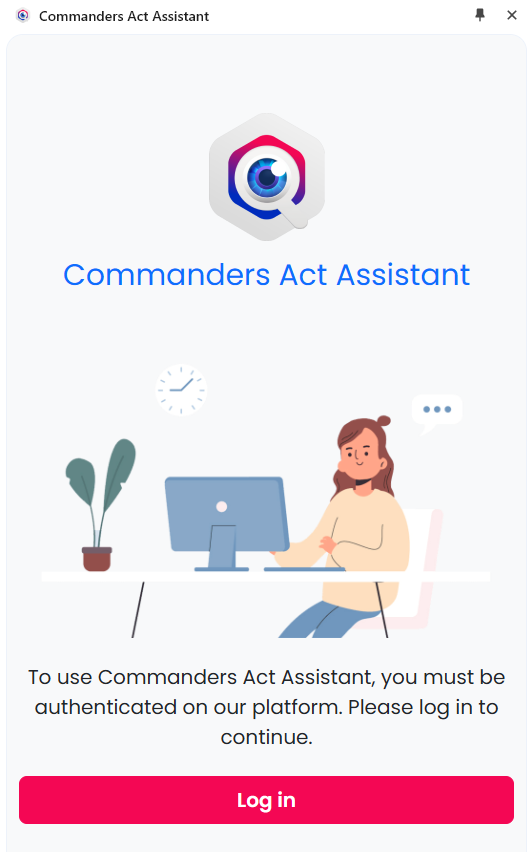 Commanders Act Assistant
Commanders Act Assistant
To use Commanders Act Assistant, you must be
authenticated on our platform. Please log in to
continue.
Log in